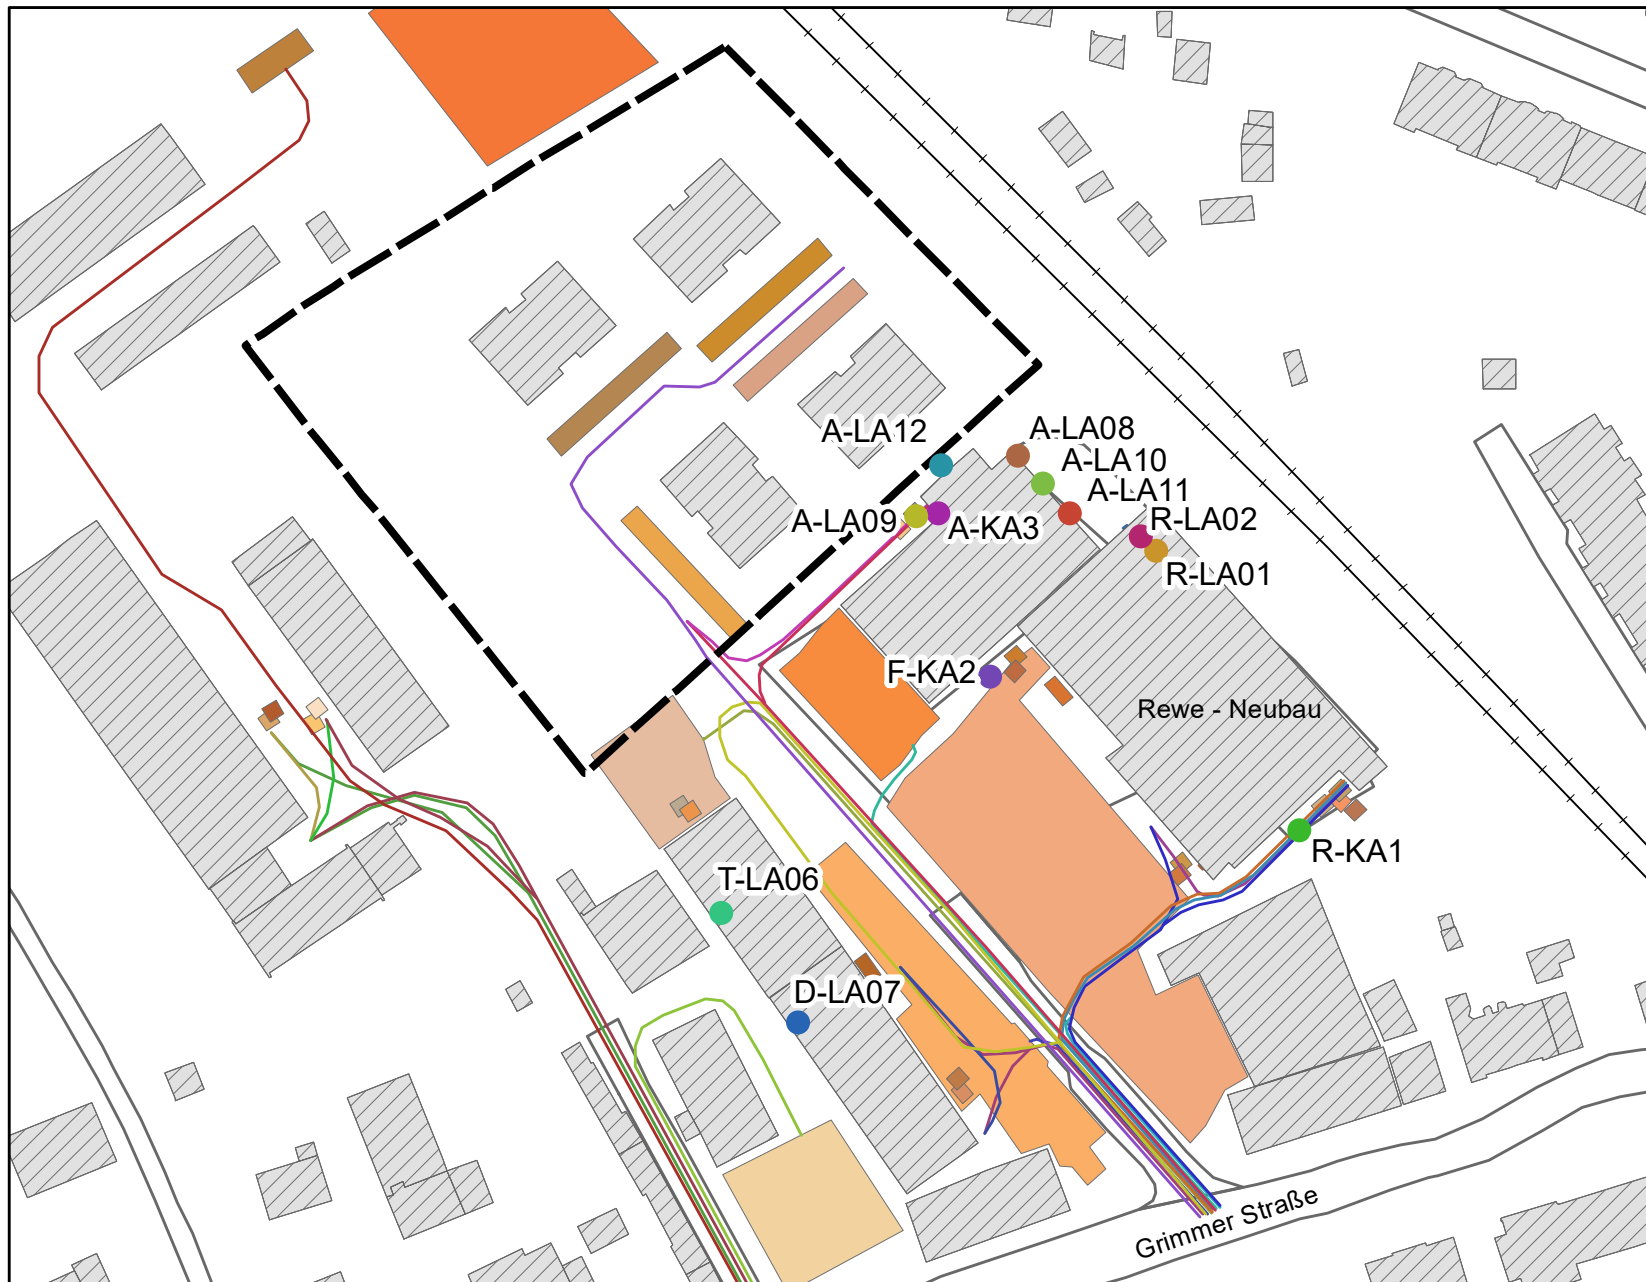 A-LA12
A-LA08
A-LA10
A-LA11
A-LA09
A-KA3
R-LA02
R-LA01
F-KA2
Rewe - Neubau
R-KA1
T-LA06
D-LA07
Grimmer Straße